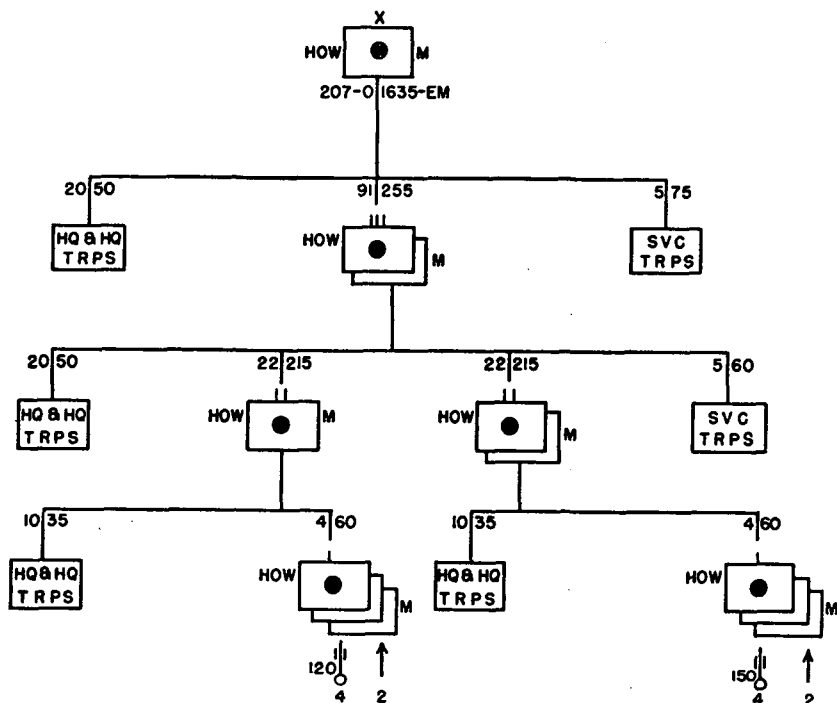 X
HOW M
207-0 1635-EM
20 50 91 255 5 75
HQ & HQ
TRPS
HOW M
SVC
TRPS
20 50 22 215 22 215 5 60
HQ & HQ
TRPS
HOW M
HOW M
SVC
TRPS
10 35 4 60 10 35 4 60
HQ & HQ
TRPS
HOW M
HQ & HQ
TRPS
HOW M
120 150
4 2 4 2